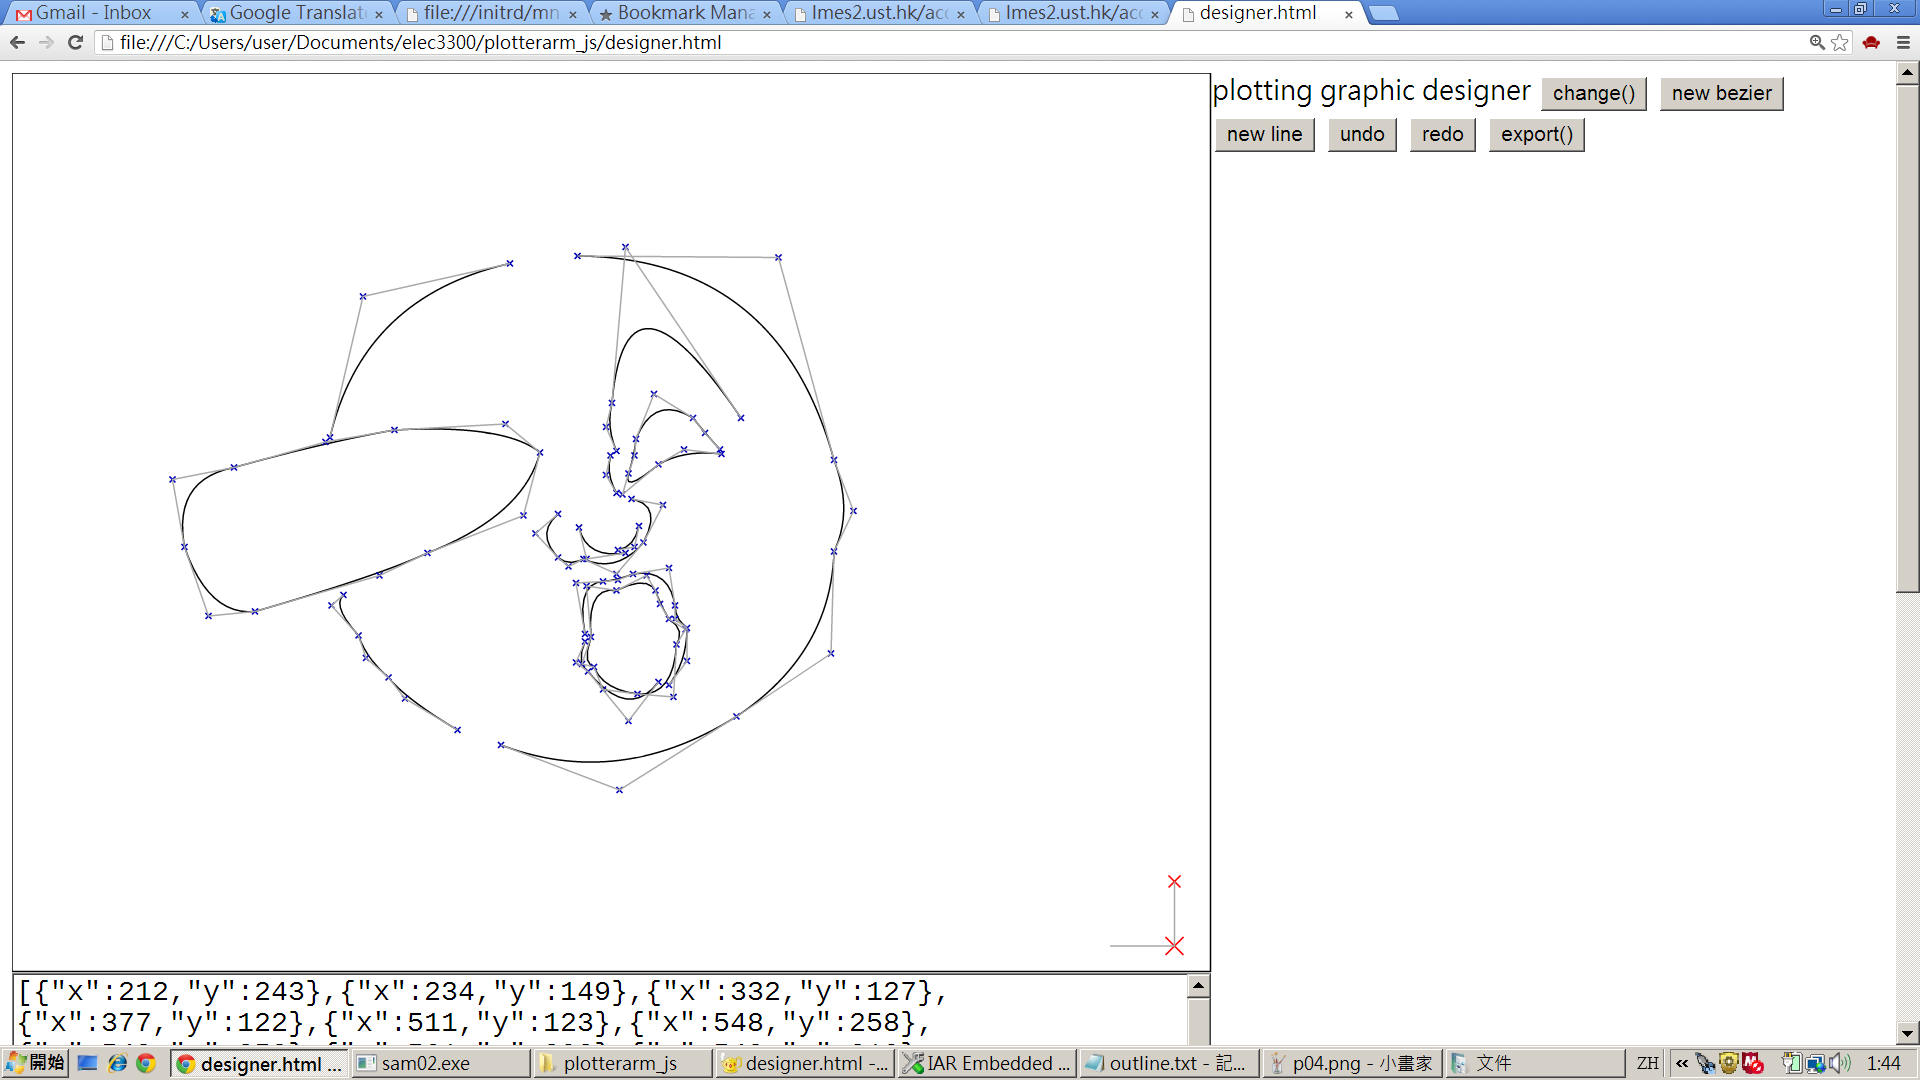 Gmail - Inbox
Google Translat
file:///initrd/mn
Bookmark Mana
lmes2.ust.hk/acc
lmes2.ust.hk/acc
designer.html
file:///C:/Users/user/Documents/elec3300/plotterarm_js/designer.html
plotting graphic designer change() new bezier
new line undo redo export()
[{"x":212,"y":243},{"x":234,"y":149},{"x":332,"y":127},
{"x":377,"y":122},{"x":511,"y":123},{"x":548,"y":258},
開始
designer.html ...
sam02.exe
plotterarm_js
designer.html -...
IAR Embedded ...
outline.txt - 記...
p04.png - 小畫家
文件
ZH
1:44